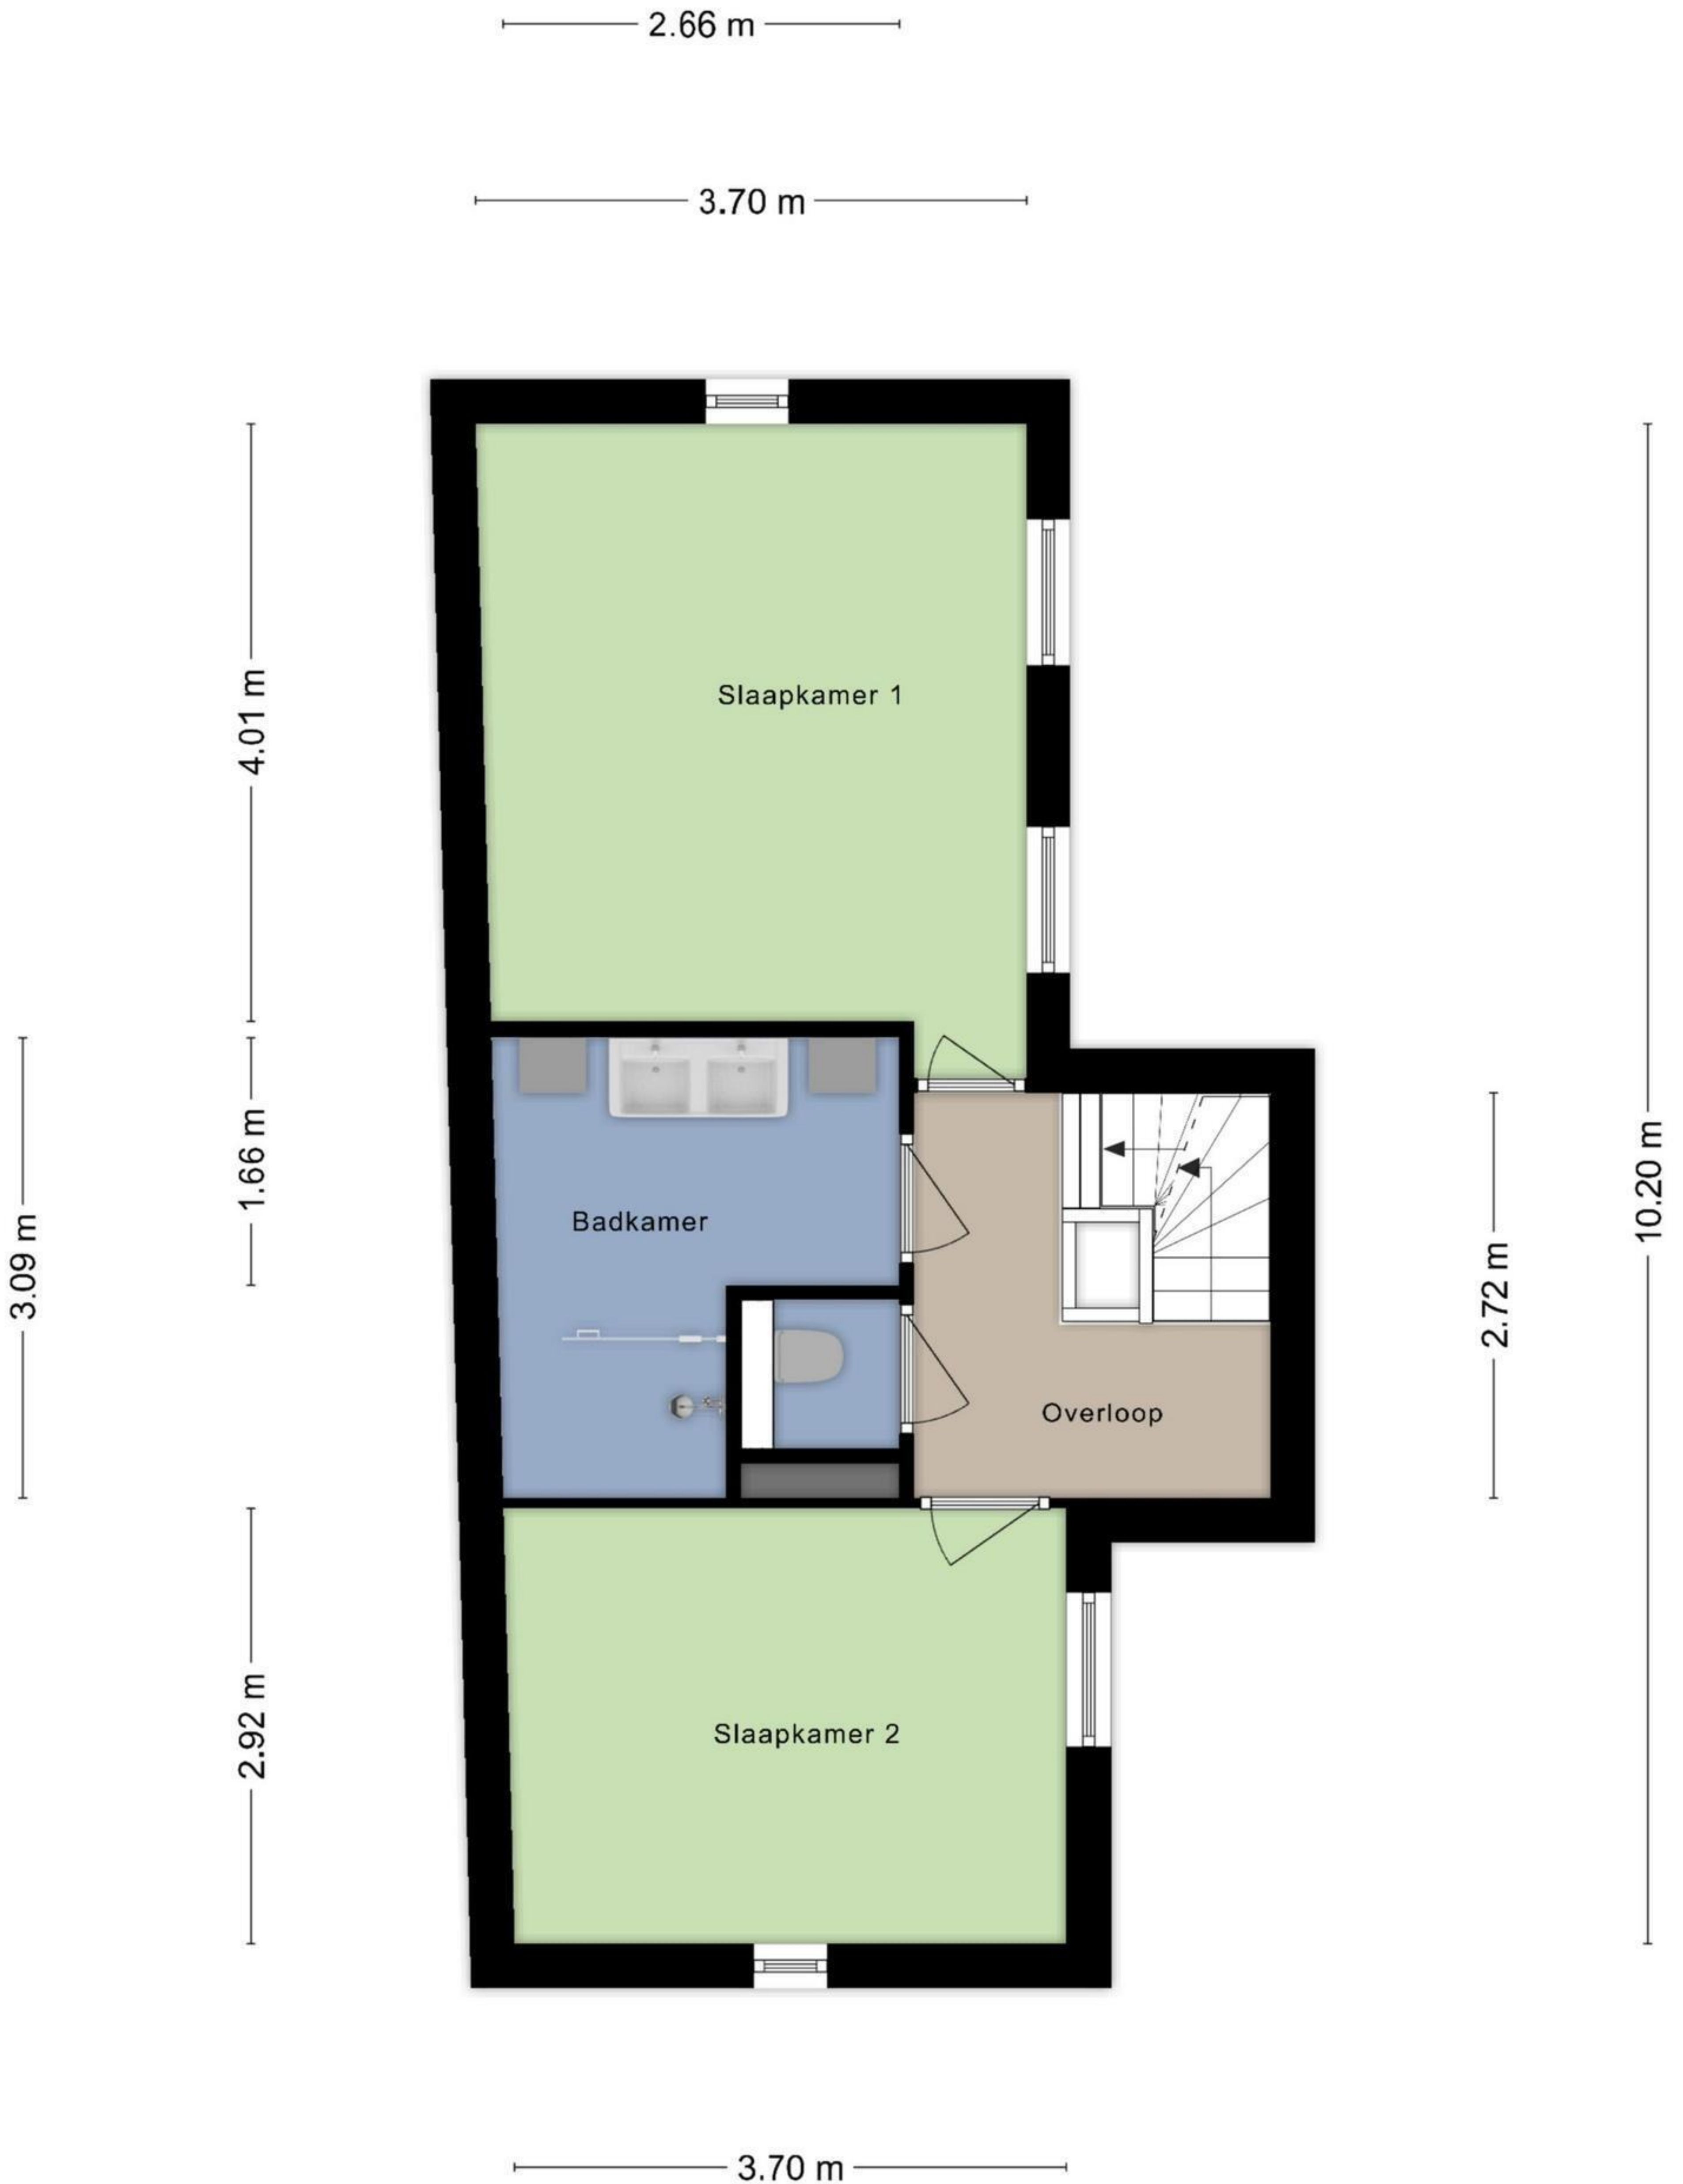 2.66 m
3.70 m
4.01 m
Slaapkamer 1
1.66 m
3.09 m
Badkamer
10.20 m
2.72 m
Overloop
2.92 m
Slaapkamer 2
3.70 m